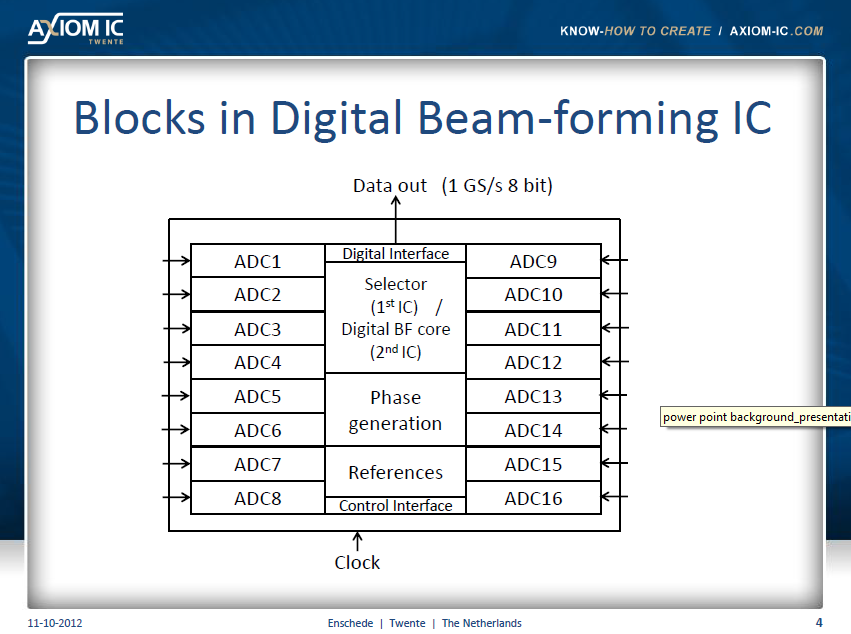 AXIOM IC
TWENTE
KNOW-HOW TO CREATE / AXIOM-IC.COM
Blocks in Digital Beam-forming IC
Data out (1 GS/s 8 bit)
ADC1
ADC2
ADC3
ADC4
ADC5
ADC6
ADC7
ADC8
Digital Interface
Selector
(1st IC) /
Digital BF core
(2nd IC)
Phase
generation
References
Control Interface
ADC9
ADC10
ADC11
ADC12
ADC13
ADC14
ADC15
ADC16
Clock
power point background_presentati
11-10-2012
Enschede | Twente | The Netherlands
4